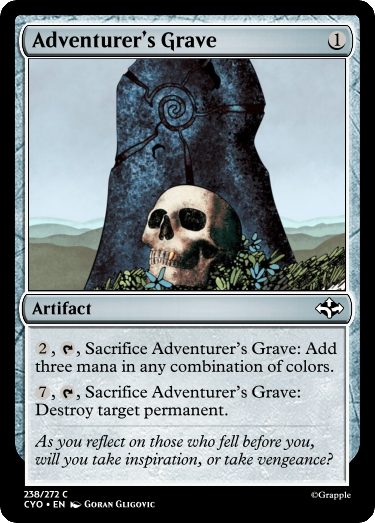 Adventurer's Grave 1
Artifact
2, , Sacrifice Adventurer's Grave: Add
three mana in any combination of colors.
7, , Sacrifice Adventurer's Grave:
Destroy target permanent.
As you reflect on those who fell before you,
will you take inspiration, or take vengeance?
238/272 C
CYO • EN Goran Gligovic
©Grapple